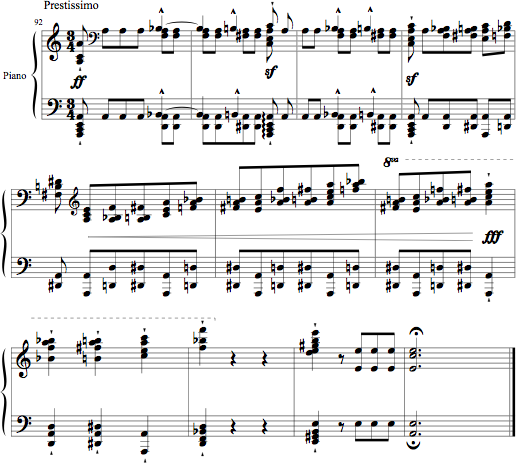 Prestissimo
92
Piano
ff
sf
sf
8va
fff